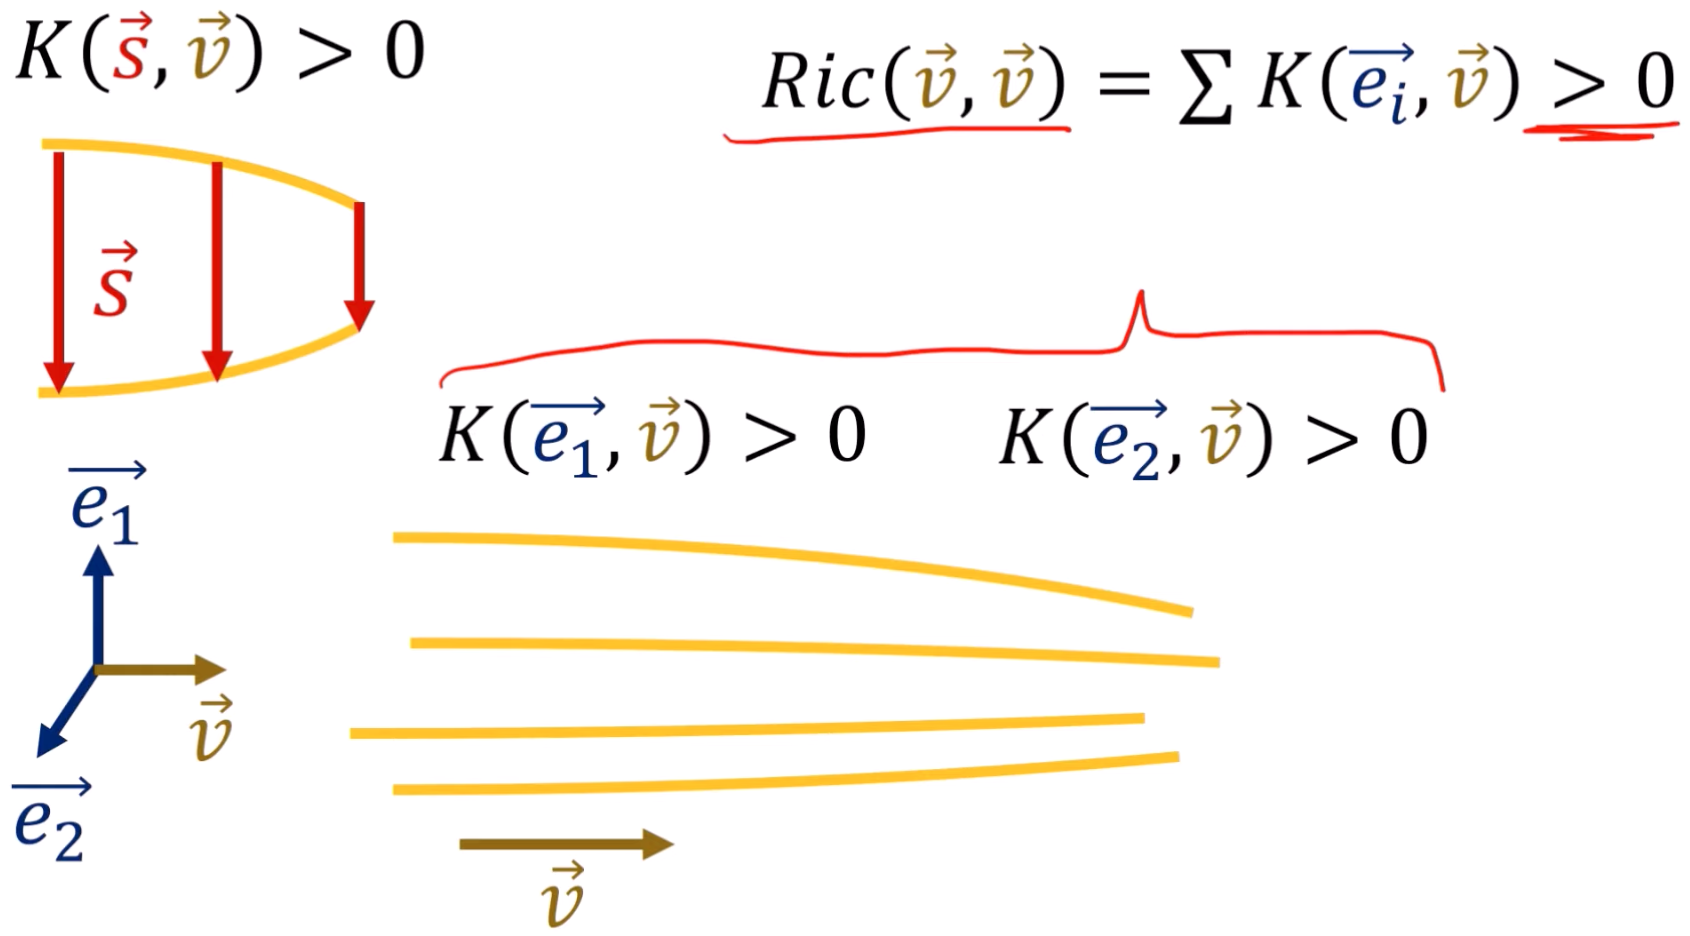 K(s⃗, v⃗) > 0
Ric(v⃗, v⃗) = ∑ K(e⃗ᵢ, v⃗) > 0
s⃗
K(e⃗₁, v⃗) > 0
K(e⃗₂, v⃗) > 0
e⃗₁
v⃗
e⃗₂
v⃗